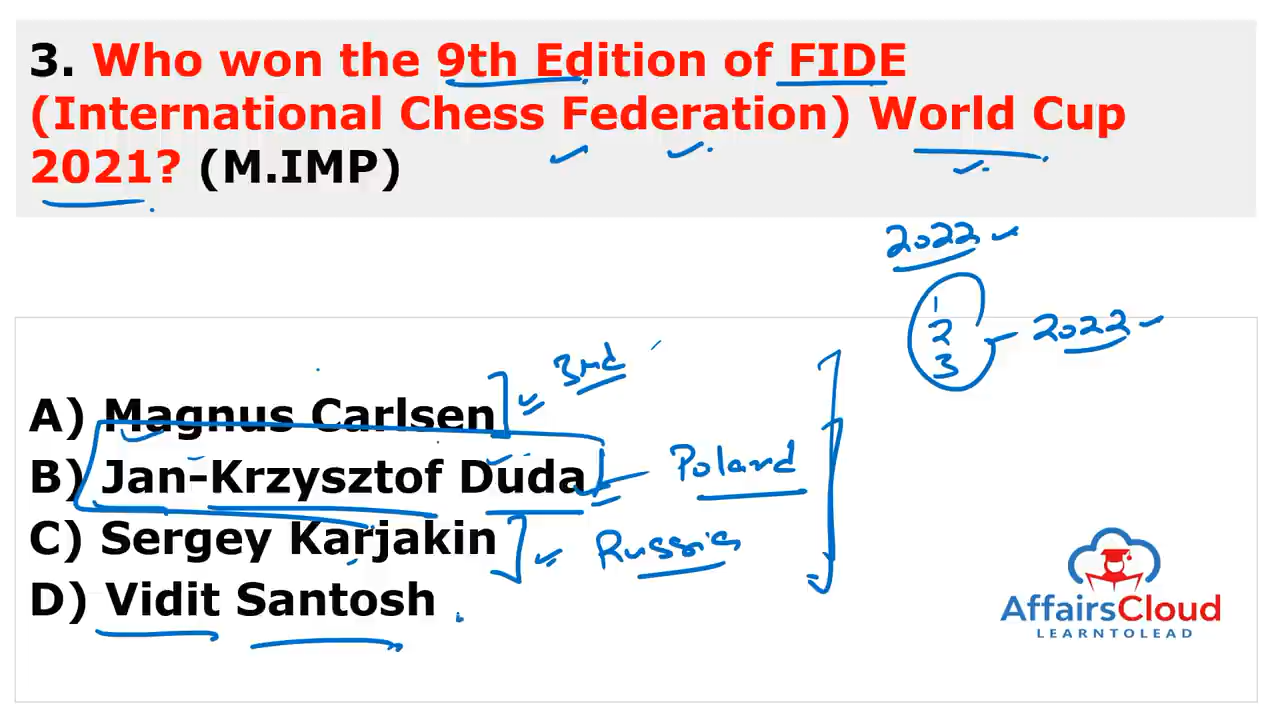 3. Who won the 9th Edition of FIDE
(International Chess Federation) World Cup
2021? (M.IMP)
2022
1
2
3
2022
3rd
A) Magnus Carlsen
B) Jan-Krzysztof Duda
Poland
C) Sergey Karjakin
Russia
D) Vidit Santosh
AffairsCloud
LEARNTOLEAD